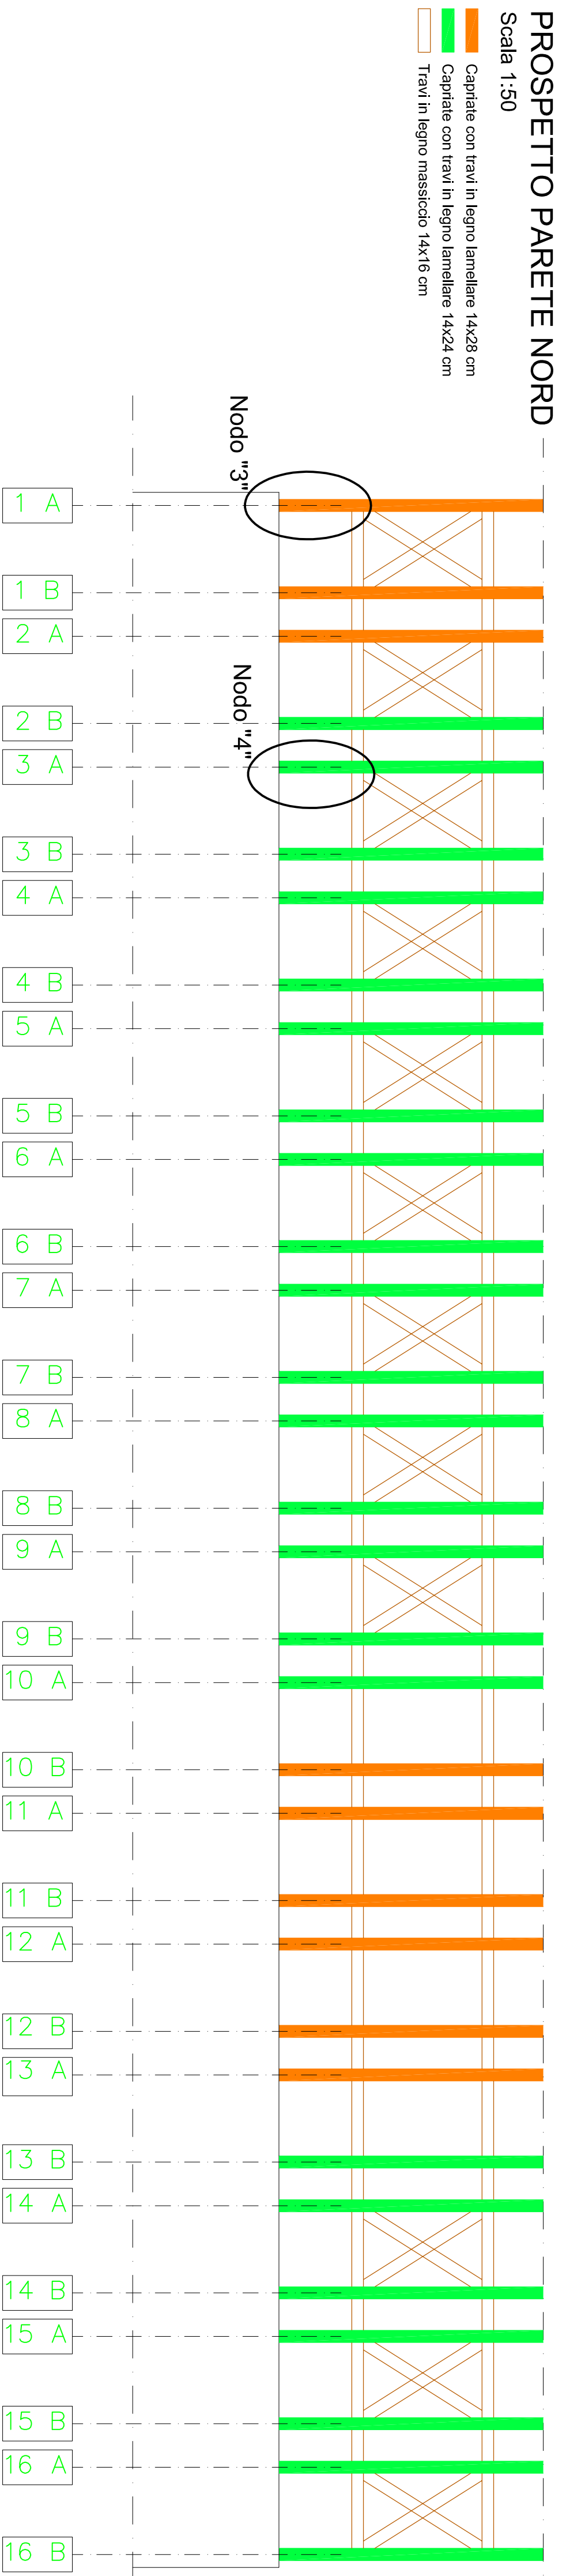 PROSPETTO PARETE NORD
Scala 1:50
Capriate con travi in legno lamellare 14x28 cm
Capriate con travi in legno lamellare 14x24 cm
Travi in legno massiccio 14x16 cm
Nodo "3"
Nodo "4"
1 A
1 B
2 A
2 B
3 A
3 B
4 A
4 B
5 A
5 B
6 A
6 B
7 A
7 B
8 A
8 B
9 A
9 B
10 A
10 B
11 A
11 B
12 A
12 B
13 A
13 B
14 A
14 B
15 A
15 B
16 A
16 B